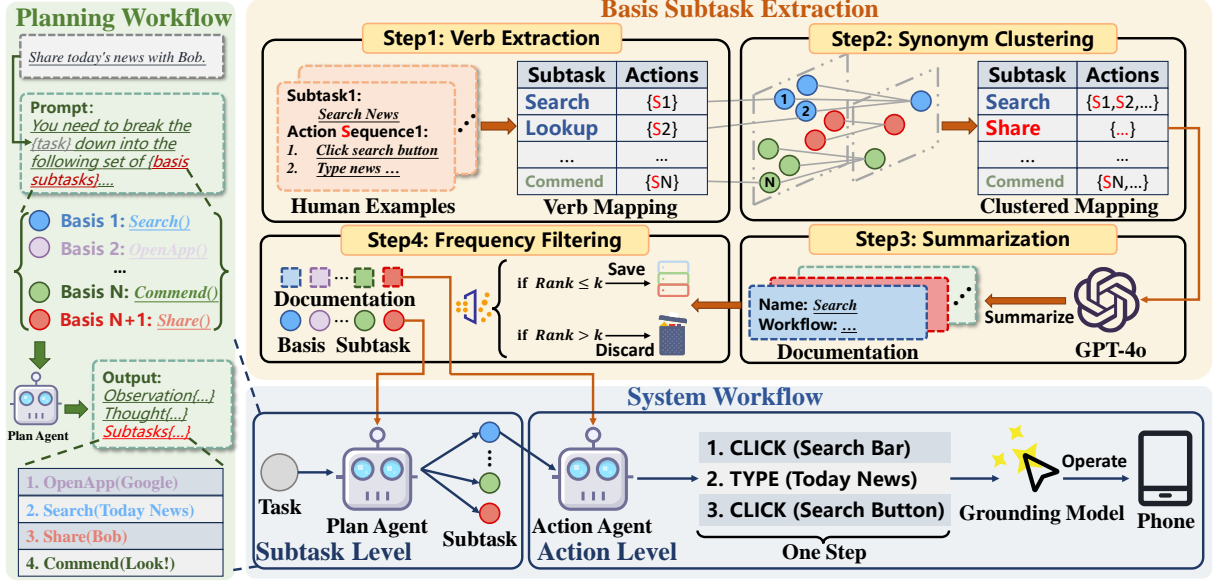 Planning Workflow
Share today's news with Bob.
Prompt:
You need to break the
{task} down into the
following set of {basis
subtasks}....
Basis 1: Search()
Basis 2: OpenApp()
...
Basis N: Commend()
Basis N+1: Share()
Plan Agent
Output:
Observation{...}
Thought{...}
Subtasks{...}
1. OpenApp(Google)
2. Search(Today News)
3. Share(Bob)
4. Commend(Look!)
Basis Subtask Extraction
Step1: Verb Extraction
Subtask1:
Search News
Action Sequence1:
1. Click search button
2. Type news ...
Human Examples
Subtask Actions
Search {S1}
Lookup {S2}
... ...
Commend {SN}
Verb Mapping
Step2: Synonym Clustering
1
2
N
Subtask Actions
Search {S1,S2,...}
Share {...}
... ...
Commend {SN,...}
Clustered Mapping
Step3: Summarization
Name: Search
Workflow: ...
Documentation
Summarize
GPT-4o
Step4: Frequency Filtering
Documentation
Basis Subtask
if Rank ≤ k
Save
if Rank > k
Discard
System Workflow
Task
Plan Agent
Subtask
Subtask Level
Action Agent
Action Level
1. CLICK (Search Bar)
2. TYPE (Today News)
3. CLICK (Search Button)
One Step
Grounding Model
Operate
Phone